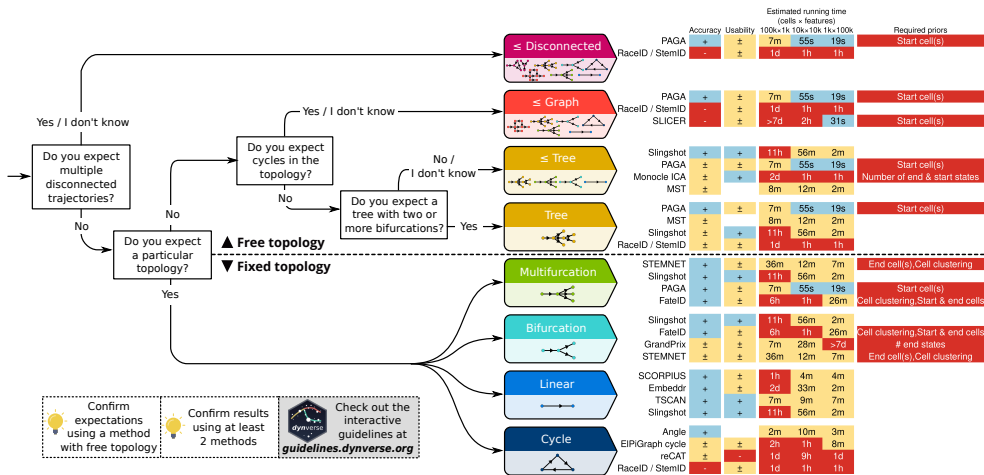 Estimated running time
(cells × features)
Accuracy Usability 100k×1k 10k×10k 1k×100k Required priors
≤ Disconnected
PAGA + ± 7m 55s 19s Start cell(s)
RaceID / StemID - ± 1d 1h 1h
≤ Graph
PAGA + ± 7m 55s 19s Start cell(s)
RaceID / StemID - ± 1d 1h 1h
SLICER - ± >7d 2h 31s Start cell(s)
Yes / I don't know
Yes / I don't know
Do you expect
multiple
disconnected
trajectories?
No
Do you expect
cycles in the
topology?
No
No
No /
I don't know
Do you expect a
tree with two or
more bifurcations?
Yes
Do you expect
a particular
topology?
Yes
▲ Free topology
▼ Fixed topology
≤ Tree
Slingshot + + 11h 56m 2m
PAGA ± ± 7m 55s 19s Start cell(s)
Monocle ICA ± + 2d 1h 1h Number of end & start states
MST ± 8m 12m 2m
Tree
PAGA + ± 7m 55s 19s Start cell(s)
MST ± 8m 12m 2m
Slingshot ± + 11h 56m 2m
RaceID / StemID ± ± 1d 1h 1h
Multifurcation
STEMNET + ± 36m 12m 7m End cell(s),Cell clustering
Slingshot + + 11h 56m 2m
PAGA + ± 7m 55s 19s Start cell(s)
FateID + ± 6h 1h 26m Cell clustering,Start & end cells
Bifurcation
Slingshot + + 11h 56m 2m
FateID + ± 6h 1h 26m Cell clustering,Start & end cells
GrandPrix ± ± 7m 28m >7d # end states
STEMNET ± ± 36m 12m 7m End cell(s),Cell clustering
Linear
SCORPIUS + ± 1h 4m 4m
Embeddr + ± 2d 33m 2m
TSCAN + + 7m 9m 7m
Slingshot + + 11h 56m 2m
Cycle
Angle + ± 2m 10m 3m
ElPiGraph cycle ± ± 2h 1h 8m
reCAT ± - 1d 9h 1d
RaceID / StemID - ± 1d 1h 1h
Confirm
expectations
using a method
with free topology
Confirm results
using at least
2 methods
dynverse
Check out the
interactive
guidelines at
guidelines.dynverse.org